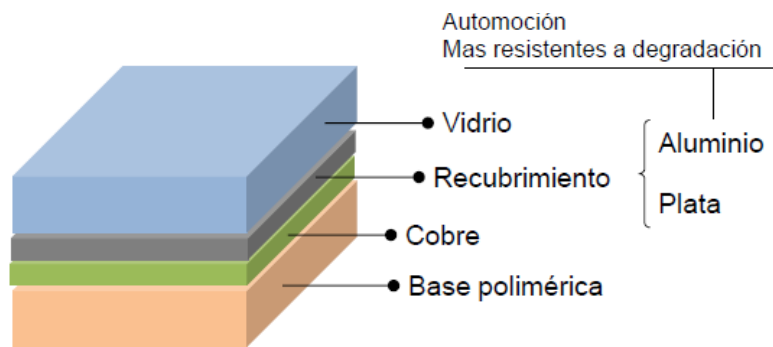 Automoción
Mas resistentes a degradación
Vidrio
Aluminio
Recubrimiento
Plata
Cobre
Base polimérica